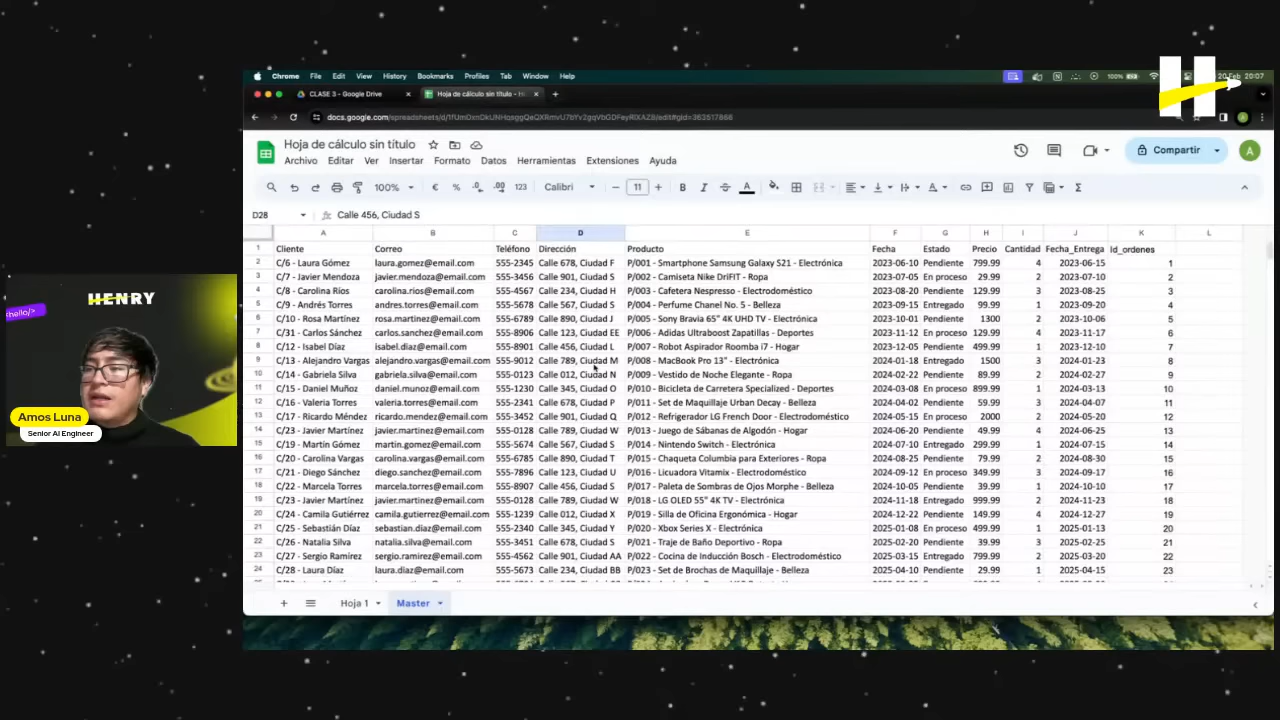 Chrome File Edit View History Bookmarks Profiles Tab Window Help 100% 20 Feb 20:07
CLASE 3 - Google Drive Hoja de cálculo sin título - H
Hoja de cálculo sin título
Archivo Editar Ver Insertar Formato Datos Herramientas Extensiones Ayuda
Compartir A
100% € % .0 .00 123 Calibri 11 B I A
D28 fx Calle 456, Ciudad S
A B C D E F G H I J K L
1 Cliente Correo Teléfono Dirección Producto Fecha Estado Precio Cantidad Fecha_Entrega Id_ordenes
2 C/6 - Laura Gómez laura.gomez@email.com 555-2345 Calle 678, Ciudad F P/001 - Smartphone Samsung Galaxy S21 - Electrónica 2023-06-10 Pendiente 799.99 4 2023-06-15 1
3 C/7 - Javier Mendoza javier.mendoza@email.com 555-3456 Calle 901, Ciudad S P/002 - Camiseta Nike DriFIT - Ropa 2023-07-05 En proceso 29.99 2 2023-07-10 2
4 C/8 - Carolina Ríos carolina.rios@email.com 555-4567 Calle 234, Ciudad H P/003 - Cafetera Nespresso - Electrodoméstico 2023-08-20 Pendiente 129.99 3 2023-08-25 3
5 C/9 - Andrés Torres andres.torres@email.com 555-5678 Calle 567, Ciudad S P/004 - Perfume Chanel No. 5 - Belleza 2023-09-15 Entregado 99.99 1 2023-09-20 4
6 C/10 - Rosa Martínez rosa.martinez@email.com 555-6789 Calle 890, Ciudad J P/005 - Sony Bravia 65" 4K UHD TV - Electrónica 2023-10-01 Pendiente 1300 2 2023-10-06 5
7 C/31 - Carlos Sánchez carlos.sanchez@email.com 555-8906 Calle 123, Ciudad EE P/006 - Adidas Ultraboost Zapatillas - Deportes 2023-11-12 En proceso 129.99 4 2023-11-17 6
8 C/12 - Isabel Díaz isabel.diaz@email.com 555-8901 Calle 456, Ciudad L P/007 - Robot Aspirador Roomba i7 - Hogar 2023-12-05 Pendiente 499.99 1 2023-12-10 7
9 C/13 - Alejandro Vargas alejandro.vargas@email.com 555-9012 Calle 789, Ciudad M P/008 - MacBook Pro 13" - Electrónica 2024-01-18 Entregado 1500 3 2024-01-23 8
10 C/14 - Gabriela Silva gabriela.silva@email.com 555-0123 Calle 012, Ciudad N P/009 - Vestido de Noche Elegante - Ropa 2024-02-22 Pendiente 89.99 2 2024-02-27 9
11 C/15 - Daniel Muñoz daniel.munoz@email.com 555-1230 Calle 345, Ciudad O P/010 - Bicicleta de Carretera Specialized - Deportes 2024-03-08 En proceso 899.99 1 2024-03-13 10
12 C/16 - Valeria Torres valeria.torres@email.com 555-2341 Calle 678, Ciudad P P/011 - Set de Maquillaje Urban Decay - Belleza 2024-04-02 Pendiente 59.99 3 2024-04-07 11
13 C/17 - Ricardo Méndez ricardo.mendez@email.com 555-3452 Calle 901, Ciudad Q P/012 - Refrigerador LG French Door - Electrodoméstico 2024-05-15 En proceso 2000 2 2024-05-20 12
14 C/23 - Javier Martínez javier.martinez@email.com 555-0128 Calle 789, Ciudad W P/013 - Juego de Sábanas de Algodón - Hogar 2024-06-20 Pendiente 49.99 4 2024-06-25 13
15 C/19 - Martín Gómez martin.gomez@email.com 555-5674 Calle 567, Ciudad S P/014 - Nintendo Switch - Electrónica 2024-07-10 Entregado 299.99 1 2024-07-15 14
16 C/20 - Carolina Vargas carolina.vargas@email.com 555-6785 Calle 890, Ciudad T P/015 - Chaqueta Columbia para Exteriores - Ropa 2024-08-25 Pendiente 79.99 2 2024-08-30 15
17 C/21 - Diego Sánchez diego.sanchez@email.com 555-7896 Calle 123, Ciudad U P/016 - Licuadora Vitamix - Electrodoméstico 2024-09-12 En proceso 349.99 3 2024-09-17 16
18 C/22 - Marcela Torres marcela.torres@email.com 555-8907 Calle 456, Ciudad S P/017 - Paleta de Sombras de Ojos Morphe - Belleza 2024-10-05 Pendiente 39.99 1 2024-10-10 17
19 C/23 - Javier Martínez javier.martinez@email.com 555-0128 Calle 789, Ciudad W P/018 - LG OLED 55" 4K TV - Electrónica 2024-11-18 Entregado 999.99 2 2024-11-23 18
20 C/24 - Camila Gutiérrez camila.gutierrez@email.com 555-1239 Calle 012, Ciudad X P/019 - Silla de Oficina Ergonómica - Hogar 2024-12-22 Pendiente 149.99 4 2024-12-27 19
21 C/25 - Sebastián Díaz sebastian.diaz@email.com 555-2340 Calle 345, Ciudad Y P/020 - Xbox Series X - Electrónica 2025-01-08 En proceso 499.99 1 2025-01-13 20
22 C/26 - Natalia Silva natalia.silva@email.com 555-3451 Calle 678, Ciudad S P/021 - Traje de Baño Deportivo - Ropa 2025-02-20 Pendiente 39.99 3 2025-02-25 21
23 C/27 - Sergio Ramírez sergio.ramirez@email.com 555-4562 Calle 901, Ciudad AA P/022 - Cocina de Inducción Bosch - Electrodoméstico 2025-03-15 Entregado 799.99 2 2025-03-20 22
24 C/28 - Laura Díaz laura.diaz@email.com 555-5673 Calle 234, Ciudad BB P/023 - Set de Brochas de Maquillaje - Belleza 2025-04-10 Pendiente 29.99 1 2025-04-15 23
Hoja 1 Master
HENRY
hello/>
Amos Luna
Senior AI Engineer
H